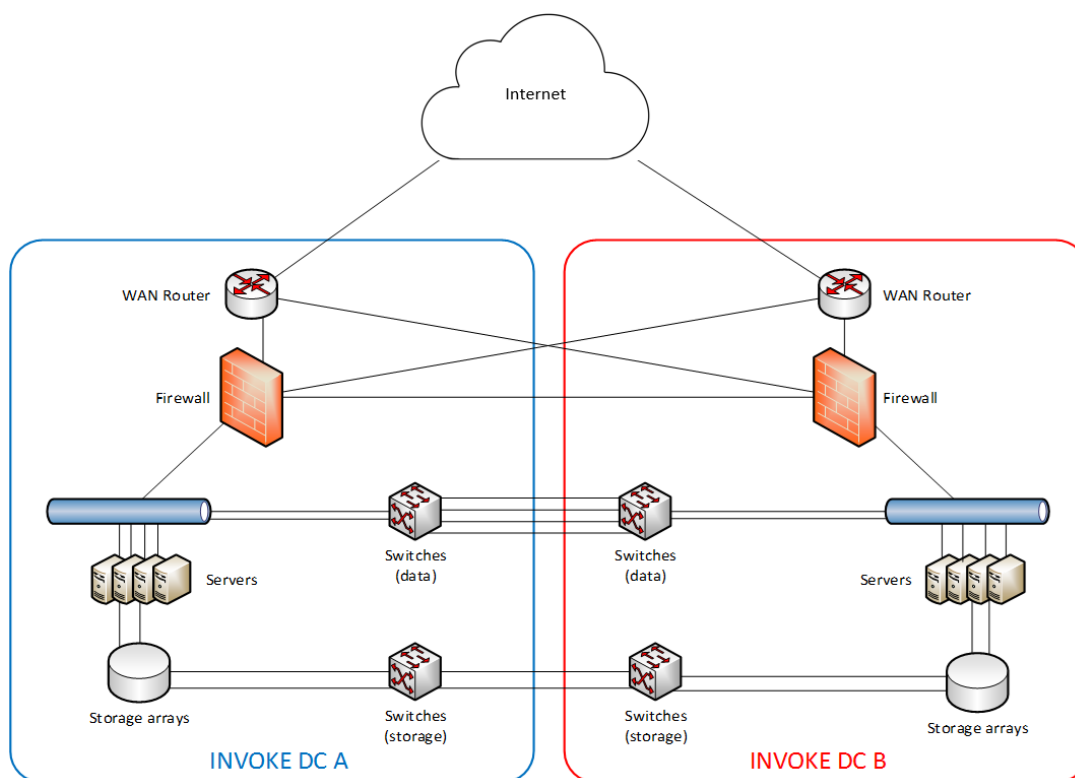 Internet
WAN Router
WAN Router
Firewall
Firewall
Servers
Switches
(data)
Switches
(data)
Servers
Storage arrays
Switches
(storage)
Switches
(storage)
Storage arrays
INVOKE DC A
INVOKE DC B